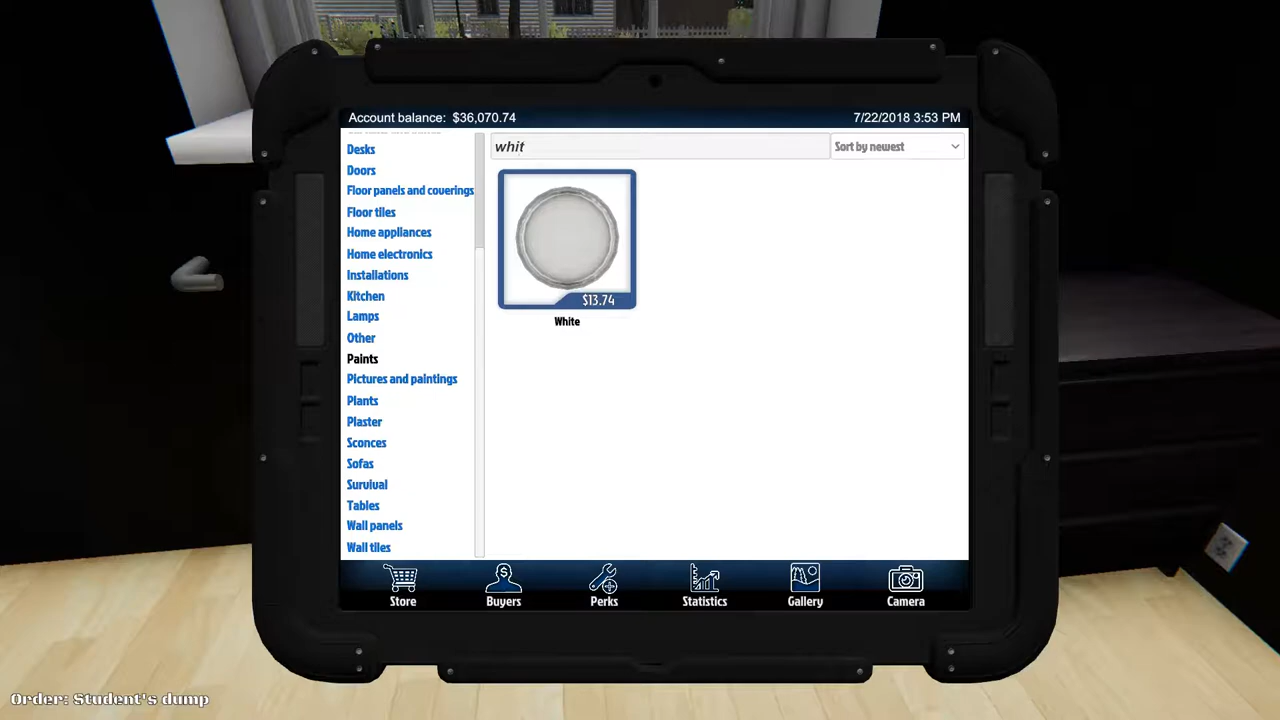 Account balance: $36,070.74
7/22/2018 3:53 PM
whit
Sort by newest
Desks
Doors
Floor panels and coverings
Floor tiles
Home appliances
Home electronics
Installations
Kitchen
Lamps
Other
Paints
Pictures and paintings
Plants
Plaster
Sconces
Sofas
Survival
Tables
Wall panels
Wall tiles
$13.74
White
Store
Buyers
Perks
Statistics
Gallery
Camera
Order: Student's dump